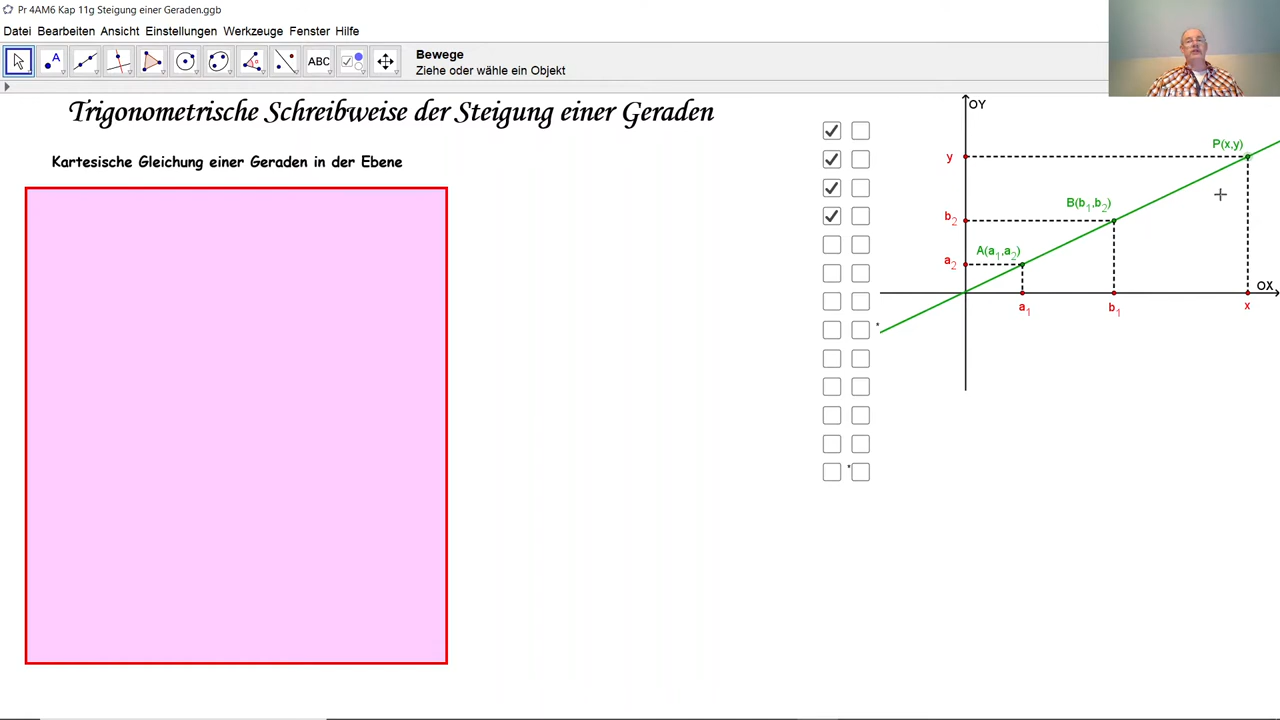 Pr 4AM6 Kap 11g Steigung einer Geraden.ggb
Datei Bearbeiten Ansicht Einstellungen Werkzeuge Fenster Hilfe
A
ABC
Bewege
Ziehe oder wähle ein Objekt
Trigonometrische Schreibweise der Steigung einer Geraden
Kartesische Gleichung einer Geraden in der Ebene
OY
P(x,y)
y
B(b₁,b₂)
b₂
A(a₁,a₂)
a₂
OX
a₁ b₁ x